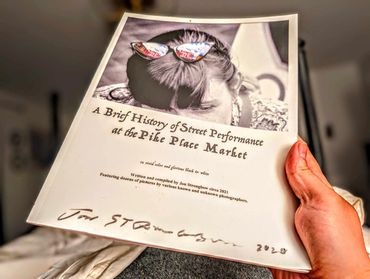 A Brief History of Street Performance
at the Pike Place Market
in vivid color and glorious black & white
Written and compiled by Jim Strongbow circa 2021
Featuring dozens of pictures by various known and unknown photographers.
2020